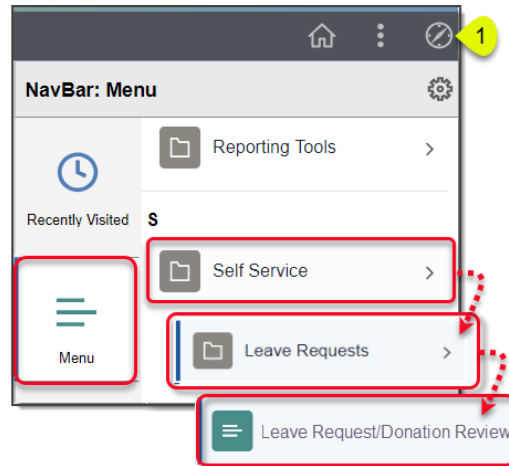 1
NavBar: Menu
Reporting Tools
Recently Visited
S
Self Service
Menu
Leave Requests
Leave Request/Donation Review